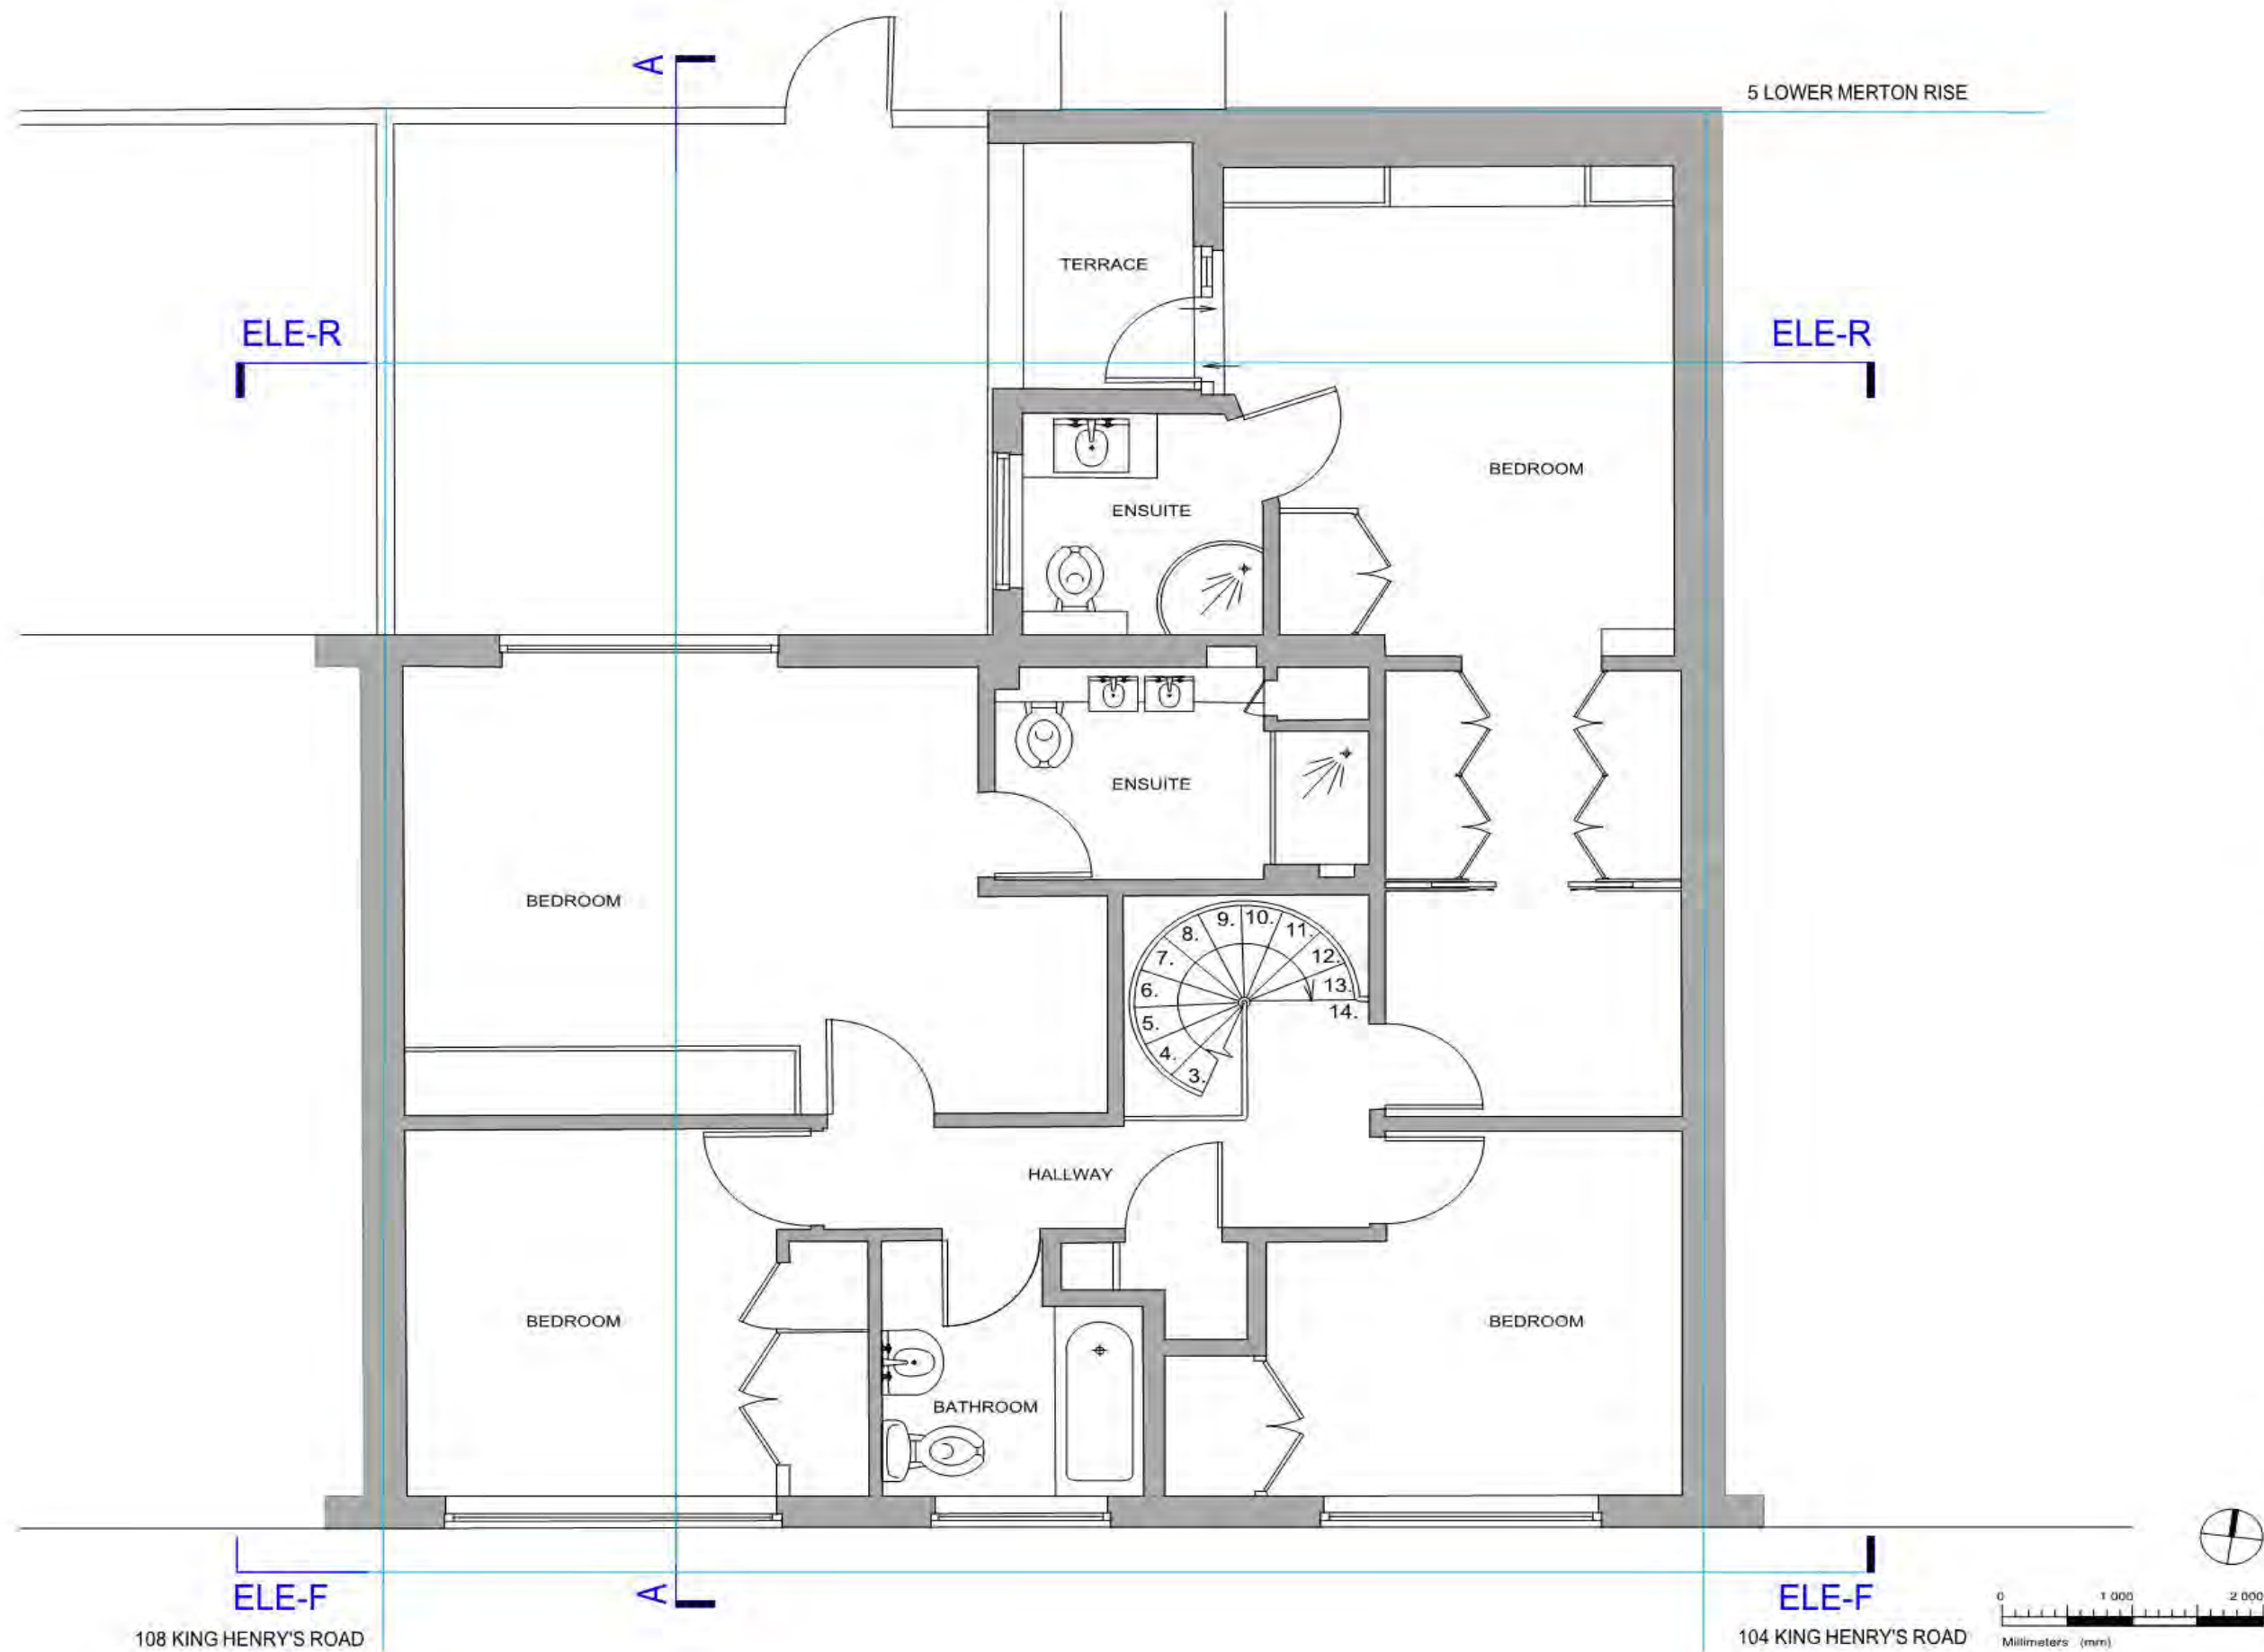 A
5 LOWER MERTON RISE
TERRACE
ELE-R
ELE-R
BEDROOM
ENSUITE
ENSUITE
BEDROOM
9. 10.
8. 11.
7. 12.
6. 13.
5. 14.
4.
3.
HALLWAY
BEDROOM
BEDROOM
BATHROOM
ELE-F
A
ELE-F
0 1 000 2 000
108 KING HENRY'S ROAD
104 KING HENRY'S ROAD
Millimeters (mm)